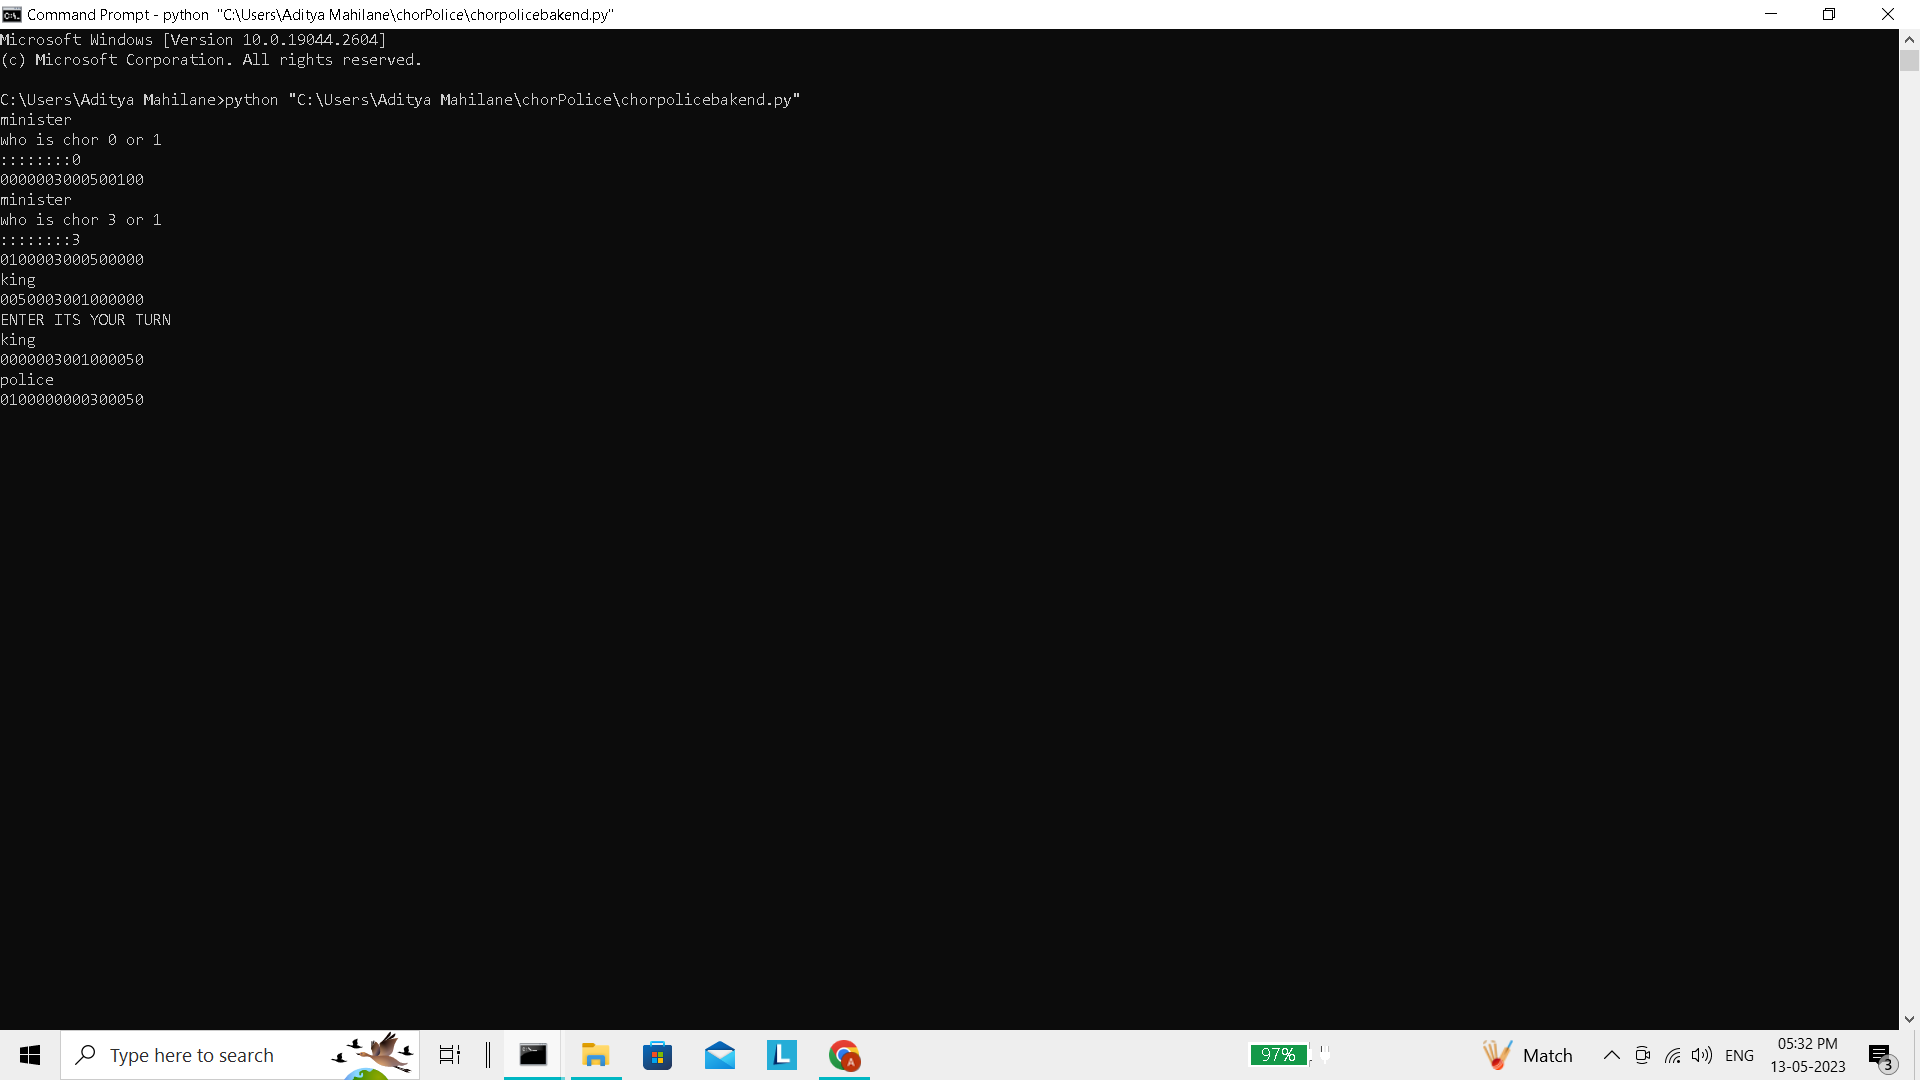 Command Prompt - python  "C:\Users\Aditya Mahilane\chorPolice\chorpolicebakend.py"
Microsoft Windows [Version 10.0.19044.2604]
(c) Microsoft Corporation. All rights reserved.
C:\Users\Aditya Mahilane>python "C:\Users\Aditya Mahilane\chorPolice\chorpolicebakend.py"
minister
who is chor 0 or 1
::::::::0
0000003000500100
minister
who is chor 3 or 1
::::::::3
0100003000500000
king
0050003001000000
ENTER ITS YOUR TURN
king
0000003001000050
police
0100000000300050
Type here to search
L
A
97%
Match
ENG
05:32 PM
13-05-2023
3